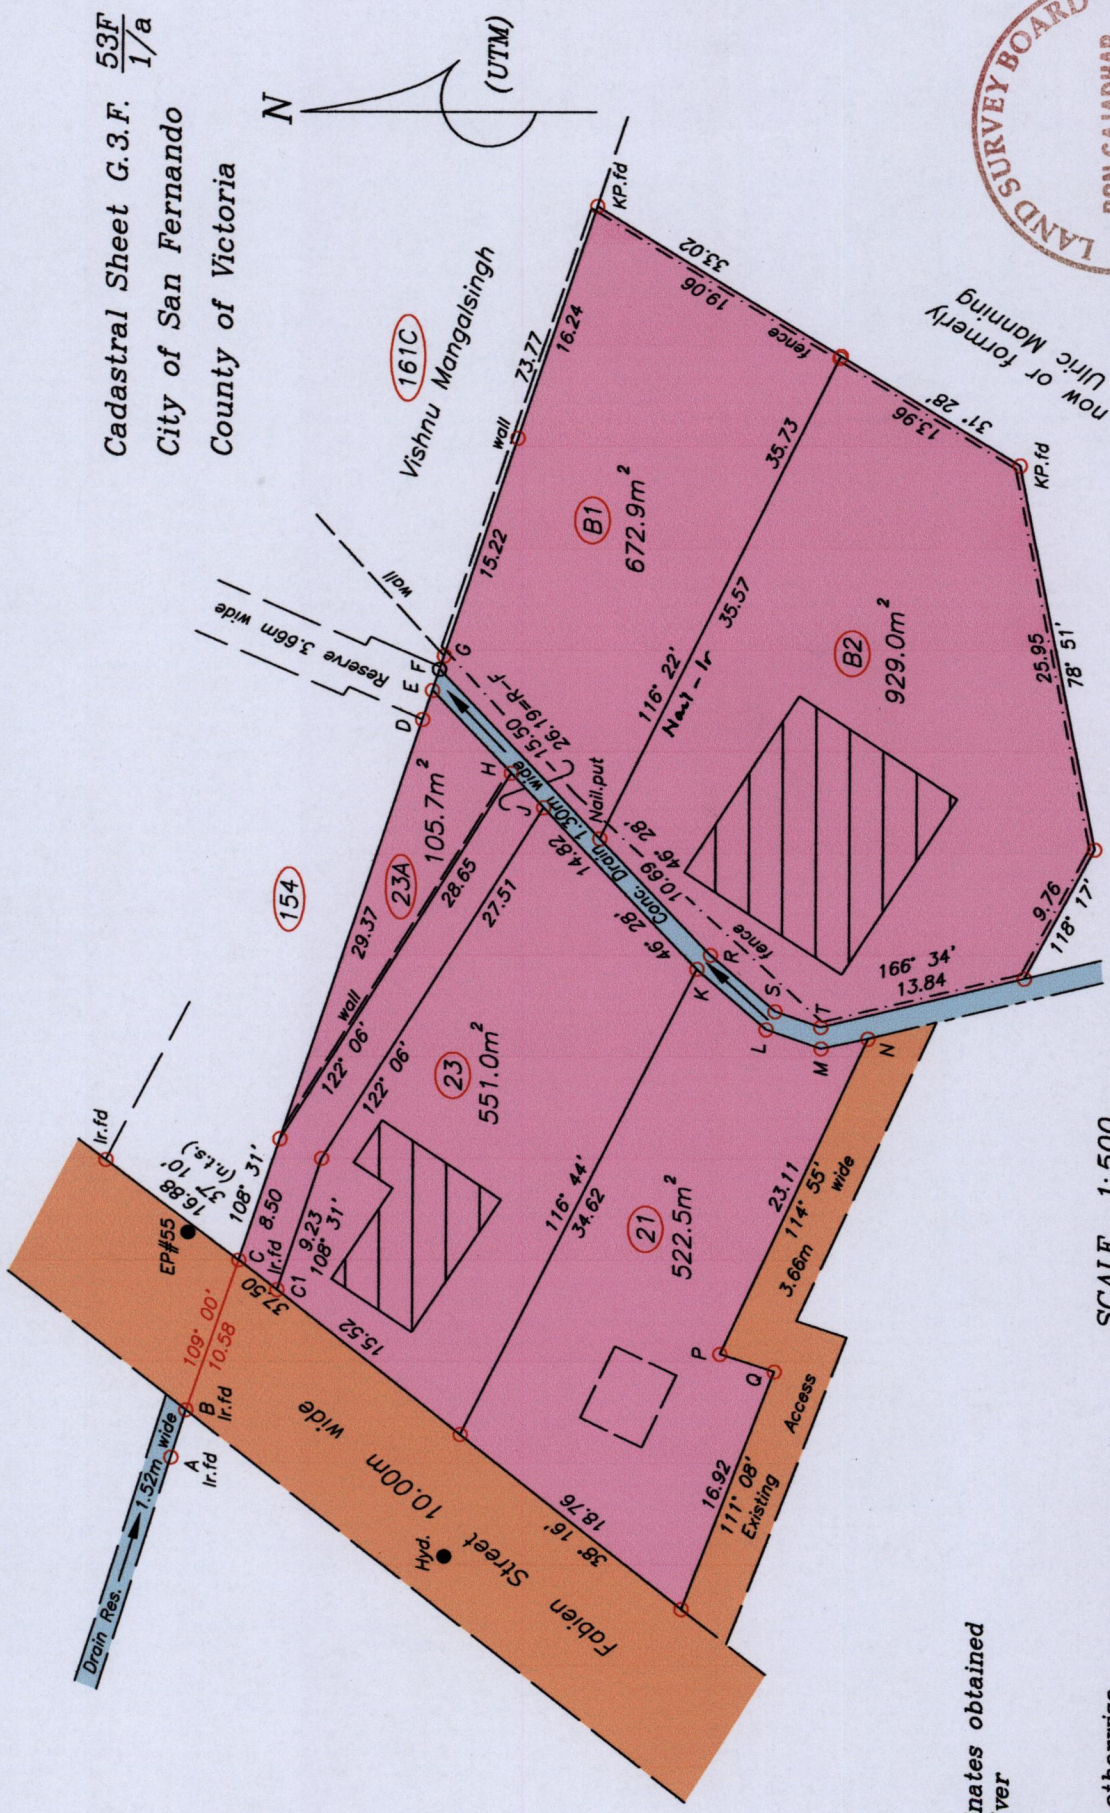 Cadastral Sheet G.3.F. 53F
1/a
City of San Fernando
County of Victoria
N
(UTM)
LAND SURVEY BOARD
161C
Vishnu Mangalsingh
KP.fd
33.02
19.06
fence
16.24
73.77
wall
15.22
now or formerly
Ulric Manning
31° 28'
13.96
KP.fd
35.73
B1
672.9m²
35.57
116° 22'
Nail - Ir
B2
929.0m²
25.95
78° 51'
9.76
118° 17'
166° 34'
13.84
Reserve 3.66m wide
wall
D
E
F
G
H
J
15.50
26.19=R-F
Nail.put
Conc. Drain 1.30m wide
14.82
46° 28'
10.69
46° 28'
fence
K
R
S
L
T
M
N
154
23A
105.7m²
29.37
28.65
wall
122° 06'
27.51
122° 06'
23
551.0m²
116° 44'
34.62
21
522.5m²
23.11
114° 55'
3.66m wide
P
Q
Access
16.92
111° 08'
Existing
Ir.fd
16.88
37° 10'
(n.t.s.)
EP#55
108° 31'
C
8.50
Ir.fd
9.23
C1
108° 31'
37.50
15.52
109° 00'
10.58
B
Ir.fd
A
Ir.fd
Drain Res. 1.52m wide
Fabien Street 10.00m wide
Hyd.
38° 16'
18.76
SCALE 1:500
nates obtained
ver
otherwise